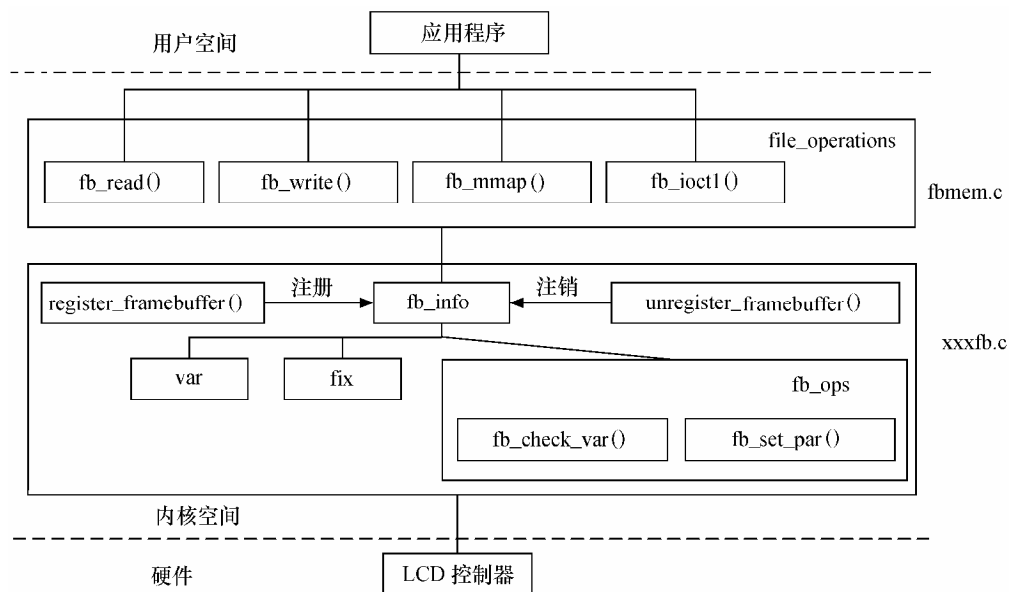 应用程序
用户空间
file_operations
fb_read()
fb_write()
fb_mmap()
fb_ioct1()
fbmem.c
register_framebuffer()
注册
fb_info
注销
unregister_framebuffer()
xxxfb.c
var
fix
fb_ops
fb_check_var()
fb_set_par()
内核空间
硬件
LCD 控制器